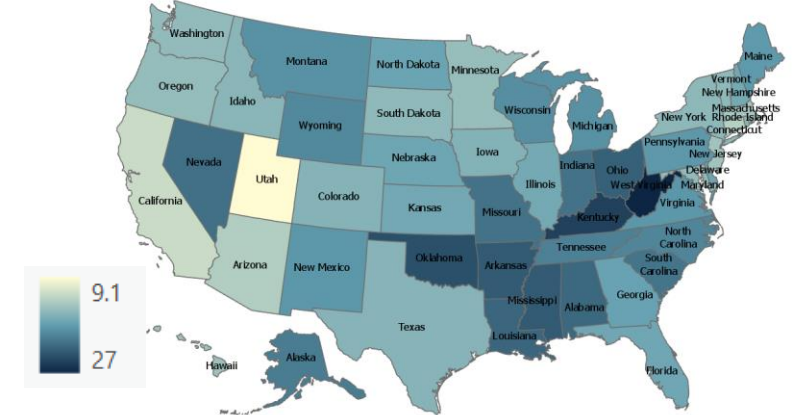 Washington
Maine
Montana
North Dakota
Minnesota
Vermont
Oregon
New Hampshire
Idaho
South Dakota
Wisconsin
Massachusetts
New York
Rhode Island
Wyoming
Michigan
Connecticut
Pennsylvania
Nebraska
Iowa
New Jersey
Nevada
Indiana
Ohio
Delaware
Utah
Illinois
West Virginia
Maryland
Colorado
California
Kansas
Missouri
Virginia
Kentucky
North
Carolina
Tennessee
Oklahoma
Arizona
New Mexico
Arkansas
South
Carolina
9.1
Georgia
Mississippi
Alabama
Texas
Louisiana
27
Alaska
Hawaii
Florida